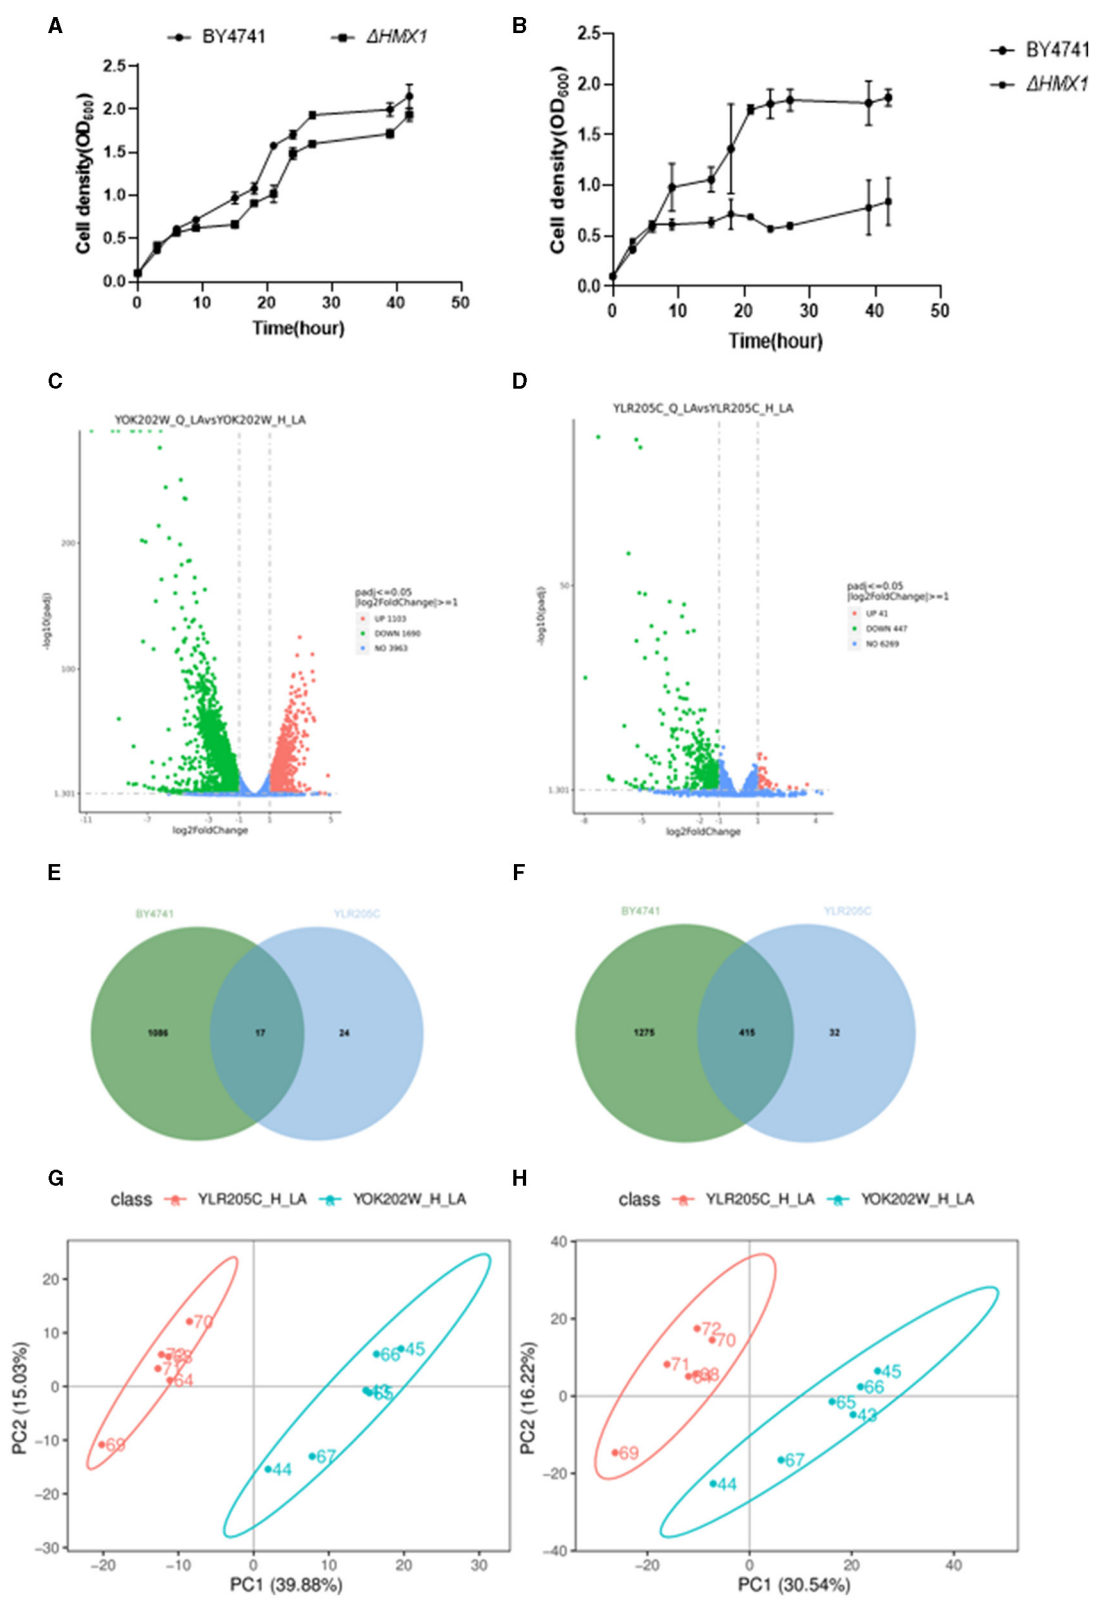 A
BY4741
ΔHMX1
Cell density(OD600)
2.5
2.0
1.5
1.0
0.5
0.0
0
10
20
30
40
50
Time(hour)
B
BY4741
ΔHMX1
Cell density(OD600)
2.5
2.0
1.5
1.0
0.5
0.0
0
10
20
30
40
50
Time(hour)
C
YOK202W_Q_LAvsYOK202W_H_LA
-log10(padj)
200
100
1.301
-11
-7
-3
-1
1
5
log2FoldChange
padj<=0.05
|log2FoldChange|>=1
UP 1103
DOWN 1690
NO 3963
D
YLR205C_Q_LAvsYLR205C_H_LA
-log10(padj)
50
1.301
-8
-5
-2
-1
1
4
log2FoldChange
padj<=0.05
|log2FoldChange|>=1
UP 41
DOWN 447
NO 6269
E
BY4741
YLR205C
1086
17
24
F
BY4741
YLR205C
1275
415
32
G
class
YLR205C_H_LA
YOK202W_H_LA
PC2 (15.03%)
20
10
0
−10
−20
−30
70
71
64
69
66
45
65
67
44
−20
−10
0
10
20
30
PC1 (39.88%)
H
class
YLR205C_H_LA
YOK202W_H_LA
PC2 (16.22%)
40
20
0
−20
−40
72
70
71
68
69
45
66
65
43
67
44
−20
0
20
40
PC1 (30.54%)